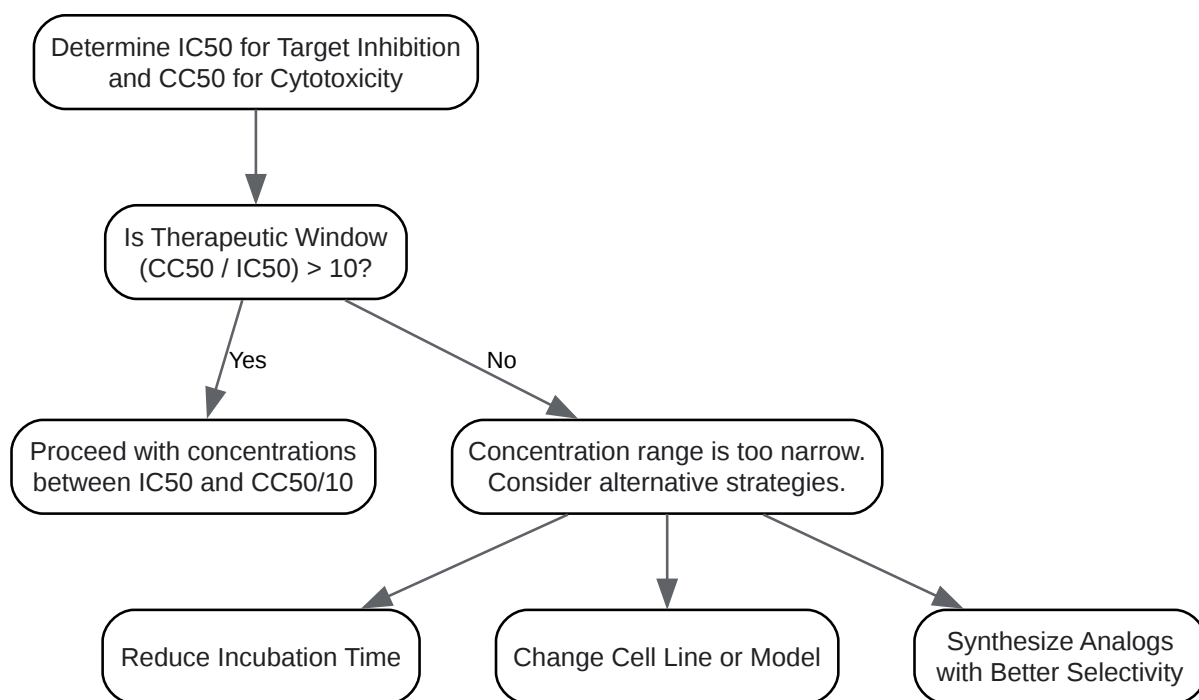 Determine IC50 for Target Inhibition
and CC50 for Cytotoxicity
Is Therapeutic Window
(CC50 / IC50) > 10?
Yes
No
Proceed with concentrations
between IC50 and CC50/10
Concentration range is too narrow.
Consider alternative strategies.
Reduce Incubation Time
Change Cell Line or Model
Synthesize Analogs
with Better Selectivity